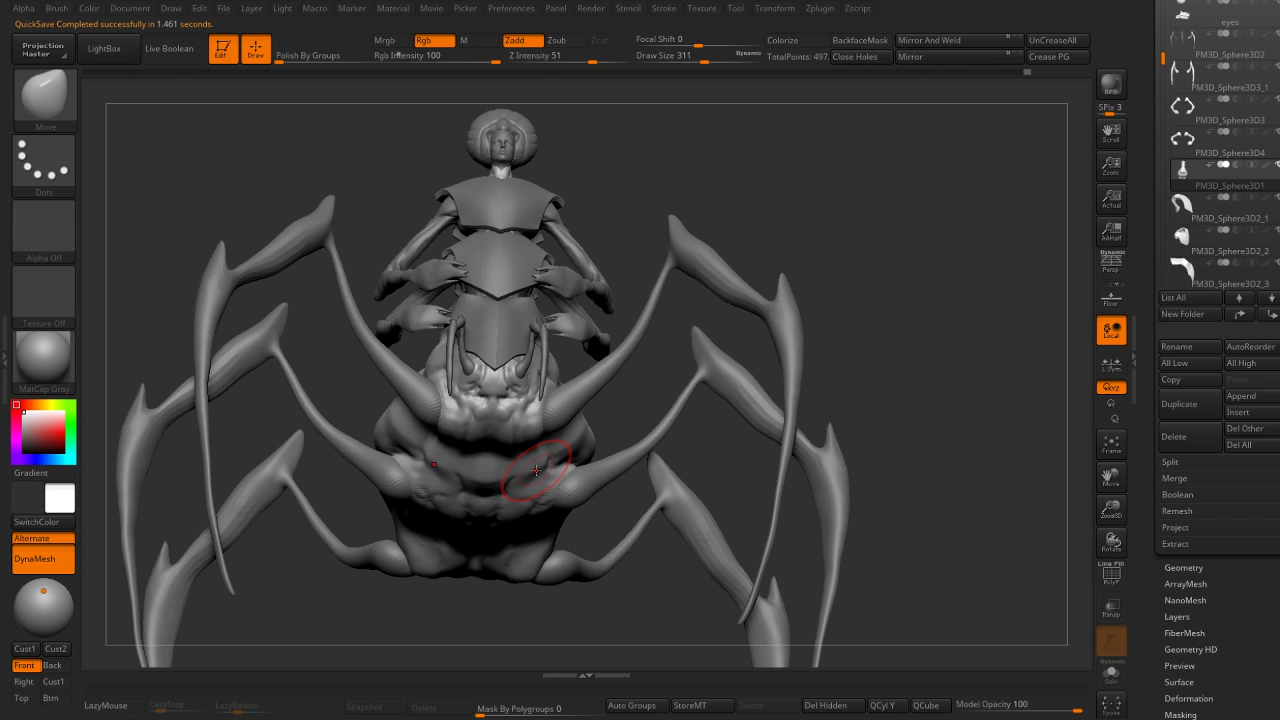 Alpha Brush Color Document Draw Edit File Layer Light Macro Marker Material Movie Picker Preferences Panel Render Stencil Stroke Texture Tool Transform Zplugin Zscript
QuickSave Completed successfully in 1.461 seconds.
Projection Master
LightBox
Live Boolean
Edit
Draw
Polish By Groups
Mrgb
Rgb
M
Rgb Intensity 100
Zadd
Zsub
Zcut
Z Intensity 51
Focal Shift 0
Draw Size 311
Dynamic
Colorize
TotalPoints: 497,
BackfaceMask
Close Holes
Mirror And Weld
Mirror
UnCreaseAll
Crease PG
Move
Dots
Alpha Off
Texture Off
MatCap Gray
Gradient
SwitchColor
Alternate
DynaMesh
Cust1 Cust2
Front Back
Right Cust1
Top Btm
BPR
SPix 3
Scroll
Zoom
Actual
AAHalf
Dynamic
Persp
Floor
Local
L.Sym
XYZ
Frame
Move
Zoom3D
Rotate
Line Fill
PolyF
Transp
Dynamic
Solo
Xpose
eyes
PM3D_Sphere3D2
PM3D_Sphere3D3_1
PM3D_Sphere3D3
PM3D_Sphere3D4
PM3D_Sphere3D1
PM3D_Sphere3D2_1
PM3D_Sphere3D2_2
PM3D_Sphere3D2_3
List All
New Folder
Rename AutoReorder
All Low All High
Copy Paste
Duplicate
Append
Insert
Delete
Del Other
Del All
Split
Merge
Boolean
Remesh
Project
Extract
Geometry
ArrayMesh
NanoMesh
Layers
FiberMesh
Geometry HD
Preview
Surface
Deformation
Masking
LazyMouse
LazyStep
LazyRadius
Snapshot
Delete
Mask By Polygroups 0
Auto Groups
StoreMT
Switch
Del Hidden
QCyl Y
QCube
Model Opacity 100